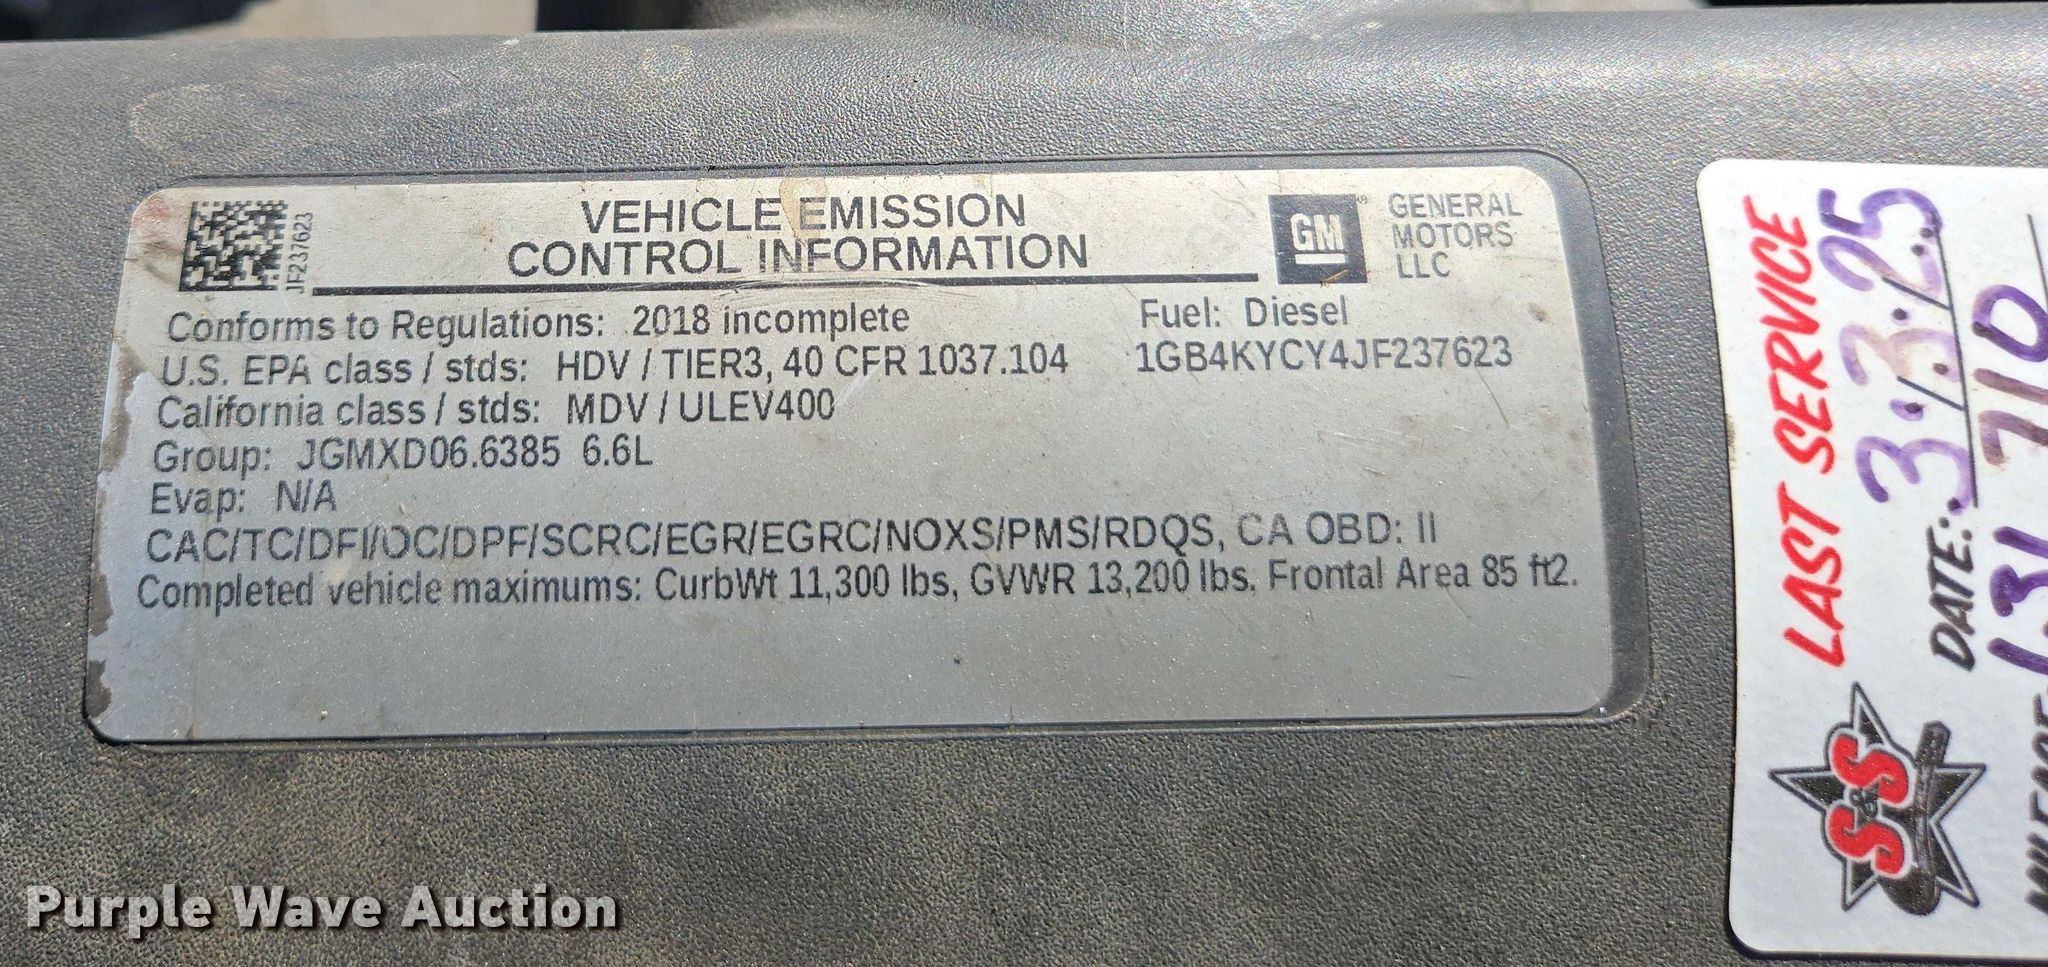 JF237623
VEHICLE EMISSION
CONTROL INFORMATION
GM
GENERAL
MOTORS
LLC
Conforms to Regulations: 2018 incomplete
Fuel: Diesel
U.S. EPA class / stds: HDV / TIER3, 40 CFR 1037.104
1GB4KYCY4JF237623
California class / stds: MDV / ULEV400
Group: JGMXD06.6385 6.6L
Evap: N/A
CAC/TC/DFI/OC/DPF/SCRC/EGR/EGRC/NOXS/PMS/RDQS, CA OBD: II
Completed vehicle maximums: CurbWt 11,300 lbs, GVWR 13,200 lbs. Frontal Area 85 ft2.
LAST SERVICE
DATE: 3.3.25
131,710
S&S
Purple Wave Auction